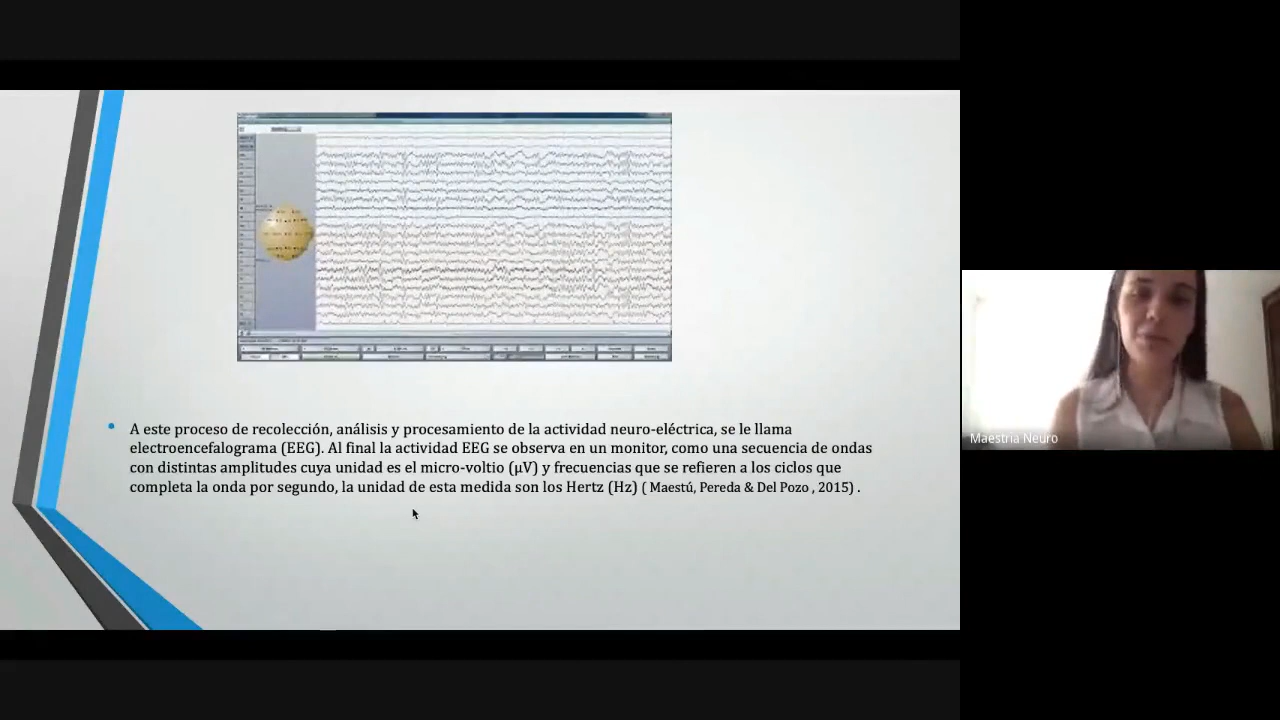 A este proceso de recolección, análisis y procesamiento de la actividad neuro-eléctrica, se le llama
electroencefalograma (EEG). Al final la actividad EEG se observa en un monitor, como una secuencia de ondas
con distintas amplitudes cuya unidad es el micro-voltio (μV) y frecuencias que se refieren a los ciclos que
completa la onda por segundo, la unidad de esta medida son los Hertz (Hz) ( Maestú, Pereda & Del Pozo , 2015) .
Maestria Neuro